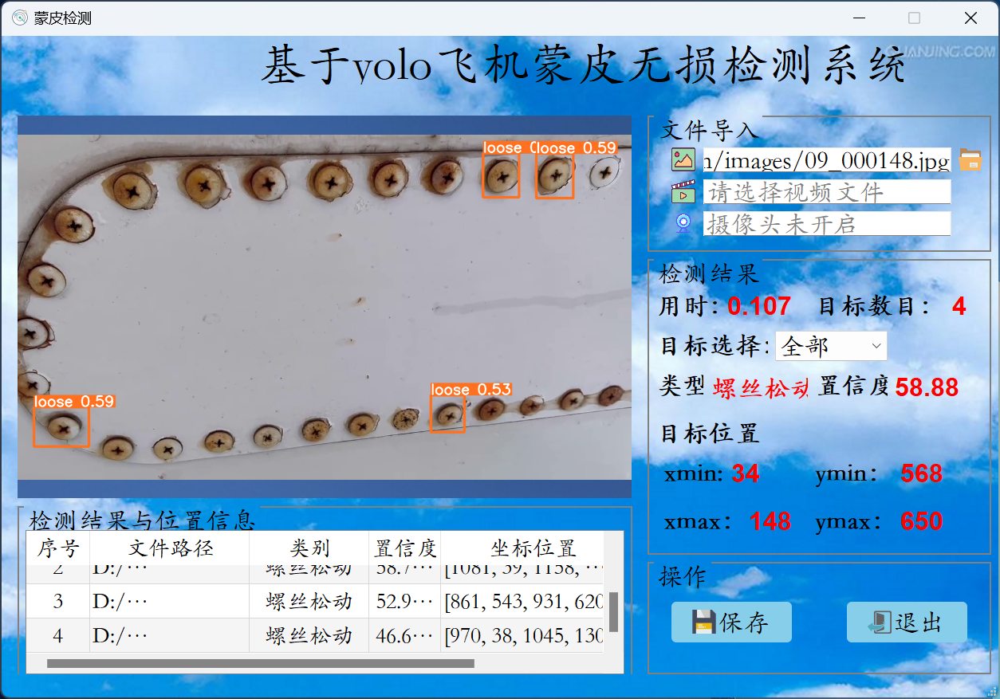 蒙皮检测
基于yolo飞机蒙皮无损检测系统
QUANJING.COM
loose 0
loose 0.59
loose 0.59
loose 0.53
文件导入
n/images/09_000148.jpg
请选择视频文件
摄像头未开启
检测结果
用时: 0.107 目标数目: 4
目标选择: 全部
类型 螺丝松动 置信度 58.88
目标位置
xmin: 34 ymin: 568
xmax: 148 ymax: 650
检测结果与位置信息
序号 文件路径 类别 置信度 坐标位置
2 D:/… 螺丝松动 58.7… [1081, 39, 1158, …
3 D:/… 螺丝松动 52.9… [861, 543, 931, 620
4 D:/… 螺丝松动 46.6… [970, 38, 1045, 130
操作
保存 退出